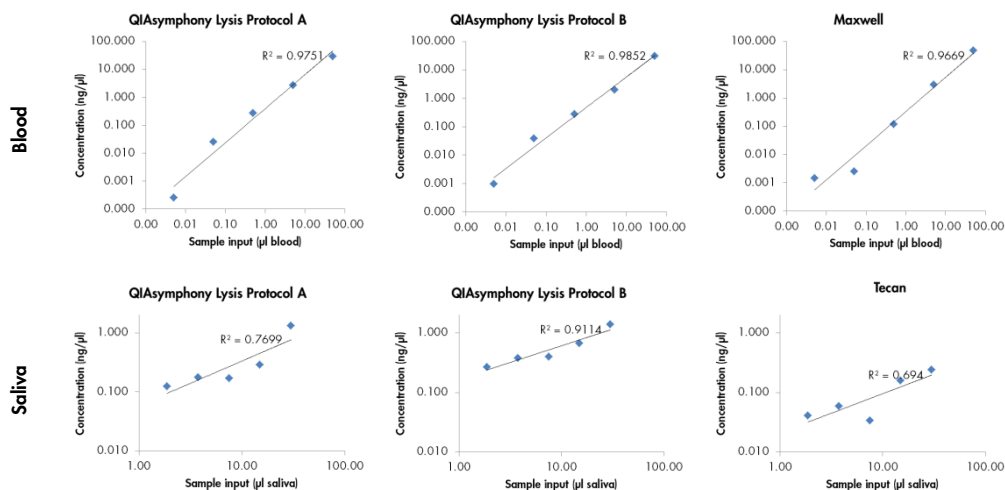 QIAsymphony Lysis Protocol A
QIAsymphony Lysis Protocol B
Maxwell
Blood
Concentration (ng/µl)
100.000
10.000
1.000
0.100
0.010
0.001
0.000
R² = 0.9751
0.00 0.01 0.10 1.00 10.00 100.00
Sample input (µl blood)
Concentration (ng/µl)
100.000
10.000
1.000
0.100
0.010
0.001
0.000
R² = 0.9852
0.00 0.01 0.10 1.00 10.00 100.00
Sample input (µl blood)
Concentration (ng/µl)
100.000
10.000
1.000
0.100
0.010
0.001
0.000
R² = 0.9669
0.00 0.01 0.10 1.00 10.00 100.00
Sample input (µl blood)
QIAsymphony Lysis Protocol A
QIAsymphony Lysis Protocol B
Tecan
Saliva
Concentration (ng/µl)
1.000
0.100
0.010
R² = 0.7699
Q1.00 10.00 100.00
Sample input (µl saliva)
Concentration (ng/µl)
1.000
0.100
0.010
R² = 0.9114
1.00 10.00 100.00
Sample input (µl saliva)
Concentration (ng/µl)
1.000
0.100
0.010
R² = 0.694
1.00 10.00 100.00
Sample input (µl saliva)